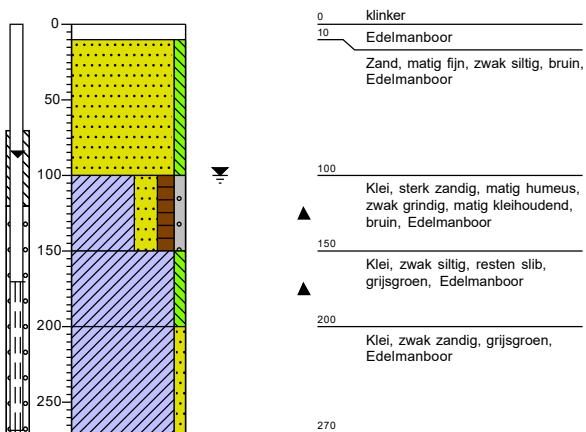 0
50
100
150
200
250
0
klinker
10
Edelmanboor
Zand, matig fijn, zwak siltig, bruin,
Edelmanboor
100
Klei, sterk zandig, matig humeus,
zwak grindig, matig kleihoudend,
bruin, Edelmanboor
150
Klei, zwak siltig, resten slib,
grijsgroen, Edelmanboor
200
Klei, zwak zandig, grijsgroen,
Edelmanboor
270